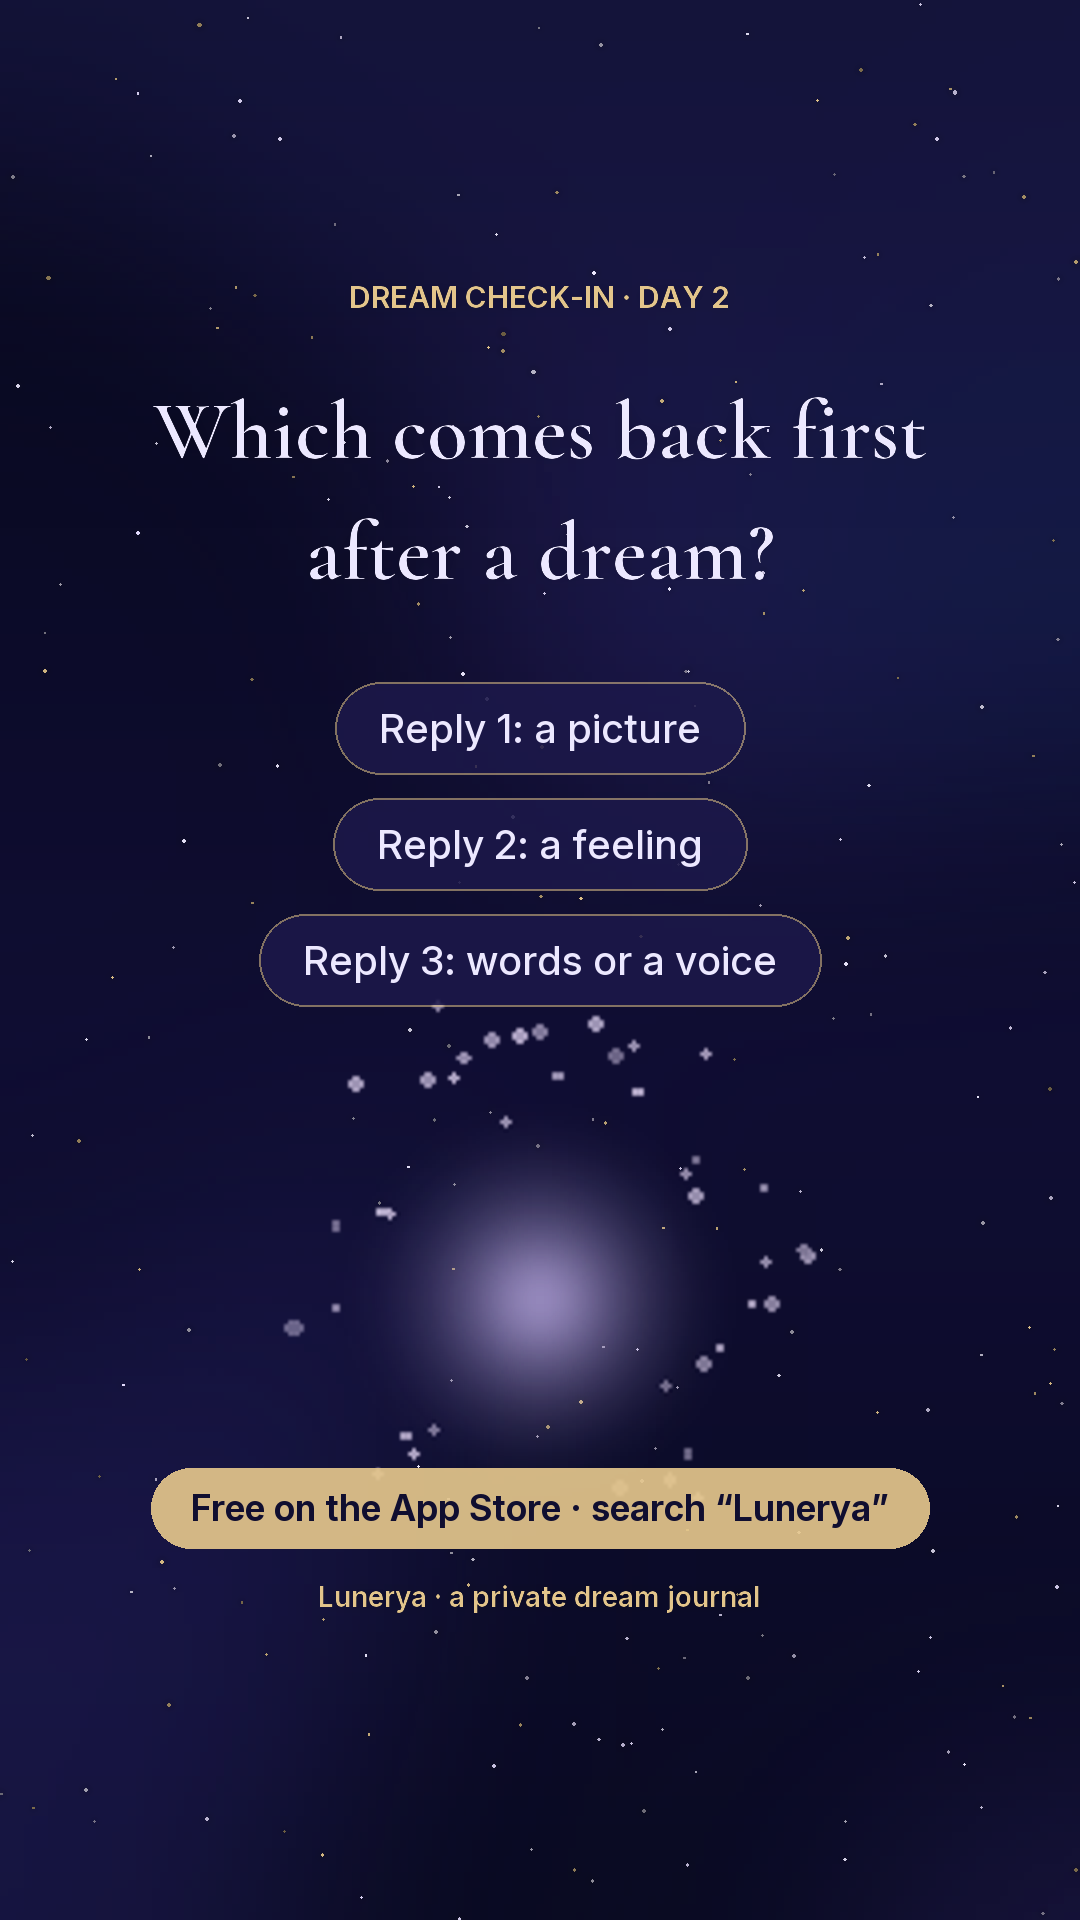 DREAM CHECK-IN · DAY 2
Which comes back first
after a dream?
Reply 1: a picture
Reply 2: a feeling
Reply 3: words or a voice
Free on the App Store · search “Lunerya”
Lunerya · a private dream journal